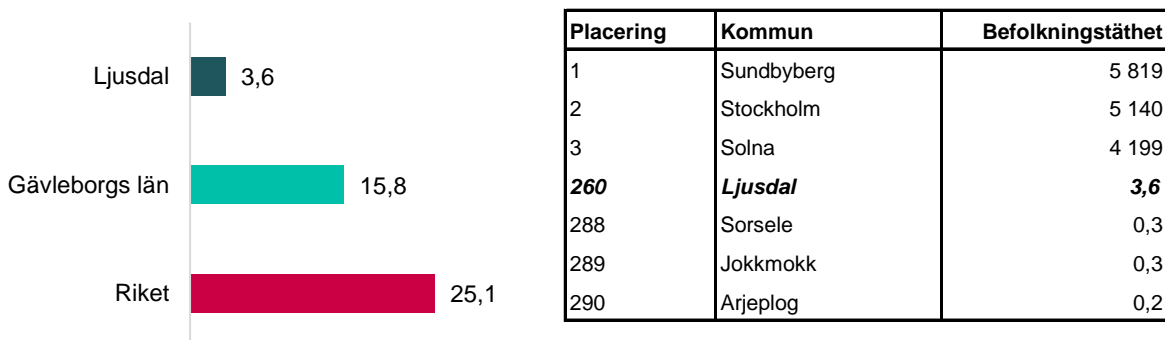 Ljusdal 3,6
Gävleborgs län 15,8
Riket 25,1
Placering Kommun Befolkningstäthet
1 Sundbyberg 5 819
2 Stockholm 5 140
3 Solna 4 199
260 Ljusdal 3,6
288 Sorsele 0,3
289 Jokkmokk 0,3
290 Arjeplog 0,2